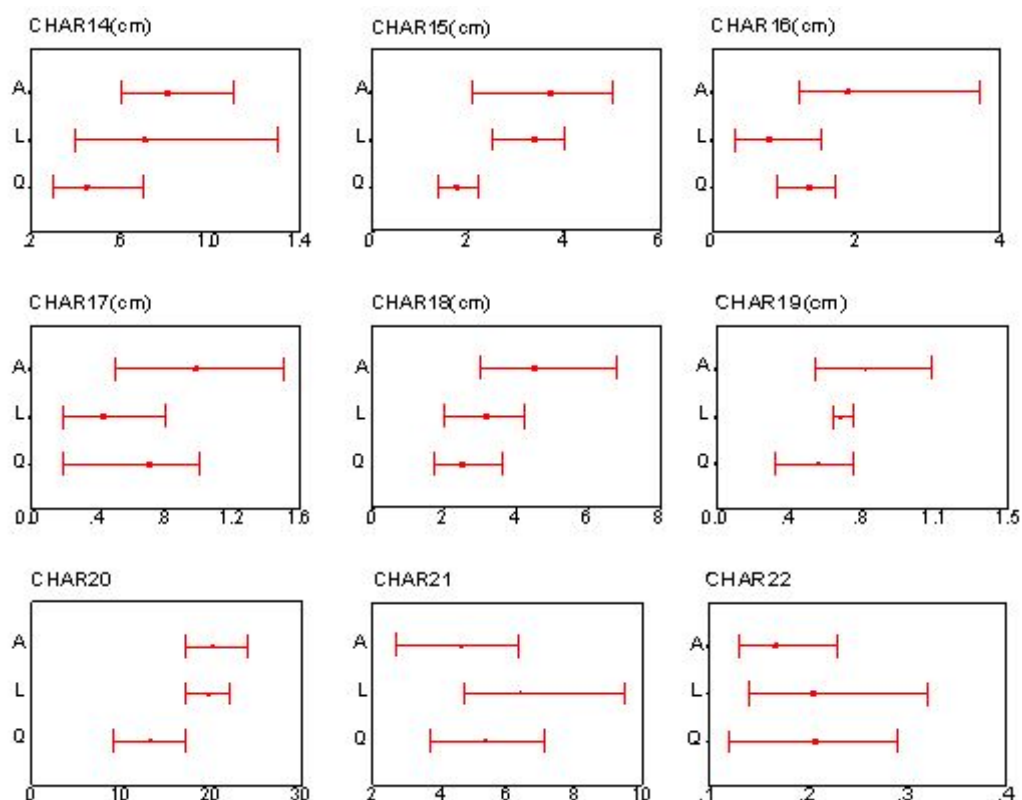 CHAR14(cm) CHAR15(cm) CHAR16(cm)
A A A
L L L
Q Q Q
.2 .6 1.0 1.4 0 2 4 6 0 2 4
CHAR17(cm) CHAR18(cm) CHAR19(cm)
A A A
L L L
Q Q Q
0.0 .4 .8 1.2 1.6 0 2 4 6 8 0.0 .4 .8 1.1 1.5
CHAR20 CHAR21 CHAR22
A A A
L L L
Q Q Q
0 10 20 30 2 4 6 8 10 .1 .2 .3 .4